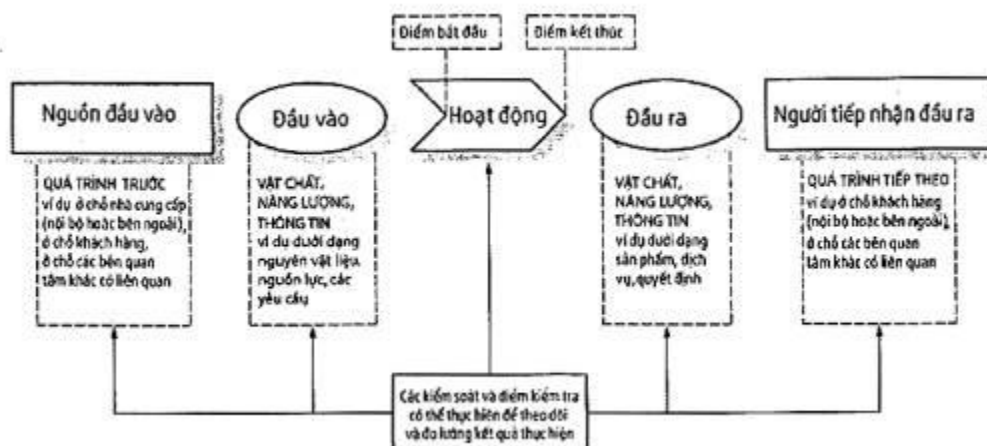 Điểm bắt đầu
Điểm kết thúc
Nguồn đầu vào
Đầu vào
Hoạt động
Đầu ra
Người tiếp nhận đầu ra
QUÁ TRÌNH TRƯỚC
ví dụ ở chỗ nhà cung cấp
(nội bộ hoặc bên ngoài),
ở chỗ khách hàng,
ở chỗ các bên quan
tâm khác có liên quan
VẬT CHẤT,
NĂNG LƯỢNG,
THÔNG TIN
ví dụ dưới dạng
nguyên vật liệu,
nguồn lực, các
yêu cầu
VẬT CHẤT,
NĂNG LƯỢNG,
THÔNG TIN
ví dụ dưới dạng
sản phẩm, dịch
vụ, quyết định
QUÁ TRÌNH TIẾP THEO
ví dụ ở chỗ khách hàng
(nội bộ hoặc bên ngoài),
ở chỗ các bên quan
tâm khác có liên quan
Các kiểm soát và điểm kiểm tra
có thể thực hiện để theo dõi
và đo lường kết quả thực hiện